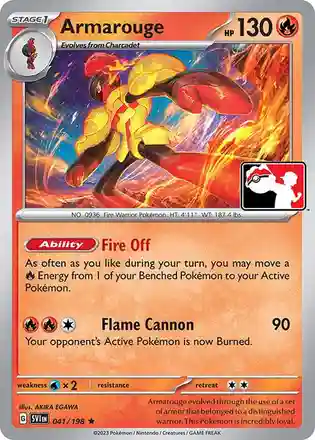 STAGE 1
Armarouge
HP 130
Evolves from Charcadet
NO. 0936 Fire Warrior Pokémon HT: 4'11" WT: 187.4 lbs.
Ability Fire Off
As often as you like during your turn, you may move a
Energy from 1 of your Benched Pokémon to your Active
Pokémon.
Flame Cannon 90
Your opponent's Active Pokémon is now Burned.
weakness ×2 resistance retreat
illus. AKIRA EGAWA
G SVI EN 041/198 ★
Armarouge evolved through the use of a
set of armor that belonged to a distinguished
warrior. This Pokémon is incredibly loyal.
©2023 Pokémon / Nintendo / Creatures / GAME FREAK